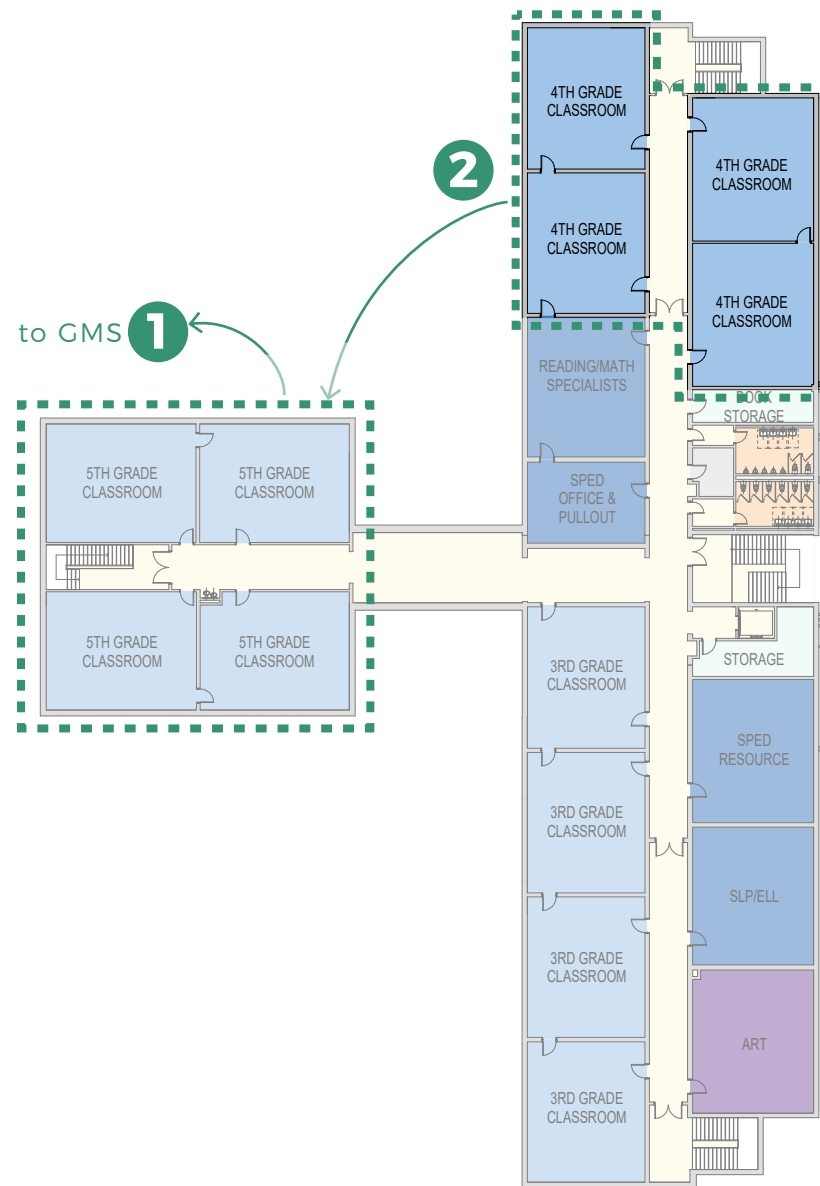 4TH GRADE
CLASSROOM
4TH GRADE
CLASSROOM
2
4TH GRADE
CLASSROOM
4TH GRADE
CLASSROOM
to GMS 1
READING/MATH
SPECIALISTS
BOOK
STORAGE
5TH GRADE
CLASSROOM
5TH GRADE
CLASSROOM
SPED
OFFICE &
PULLOUT
5TH GRADE
CLASSROOM
5TH GRADE
CLASSROOM
3RD GRADE
CLASSROOM
STORAGE
SPED
RESOURCE
3RD GRADE
CLASSROOM
SLP/ELL
3RD GRADE
CLASSROOM
ART
3RD GRADE
CLASSROOM